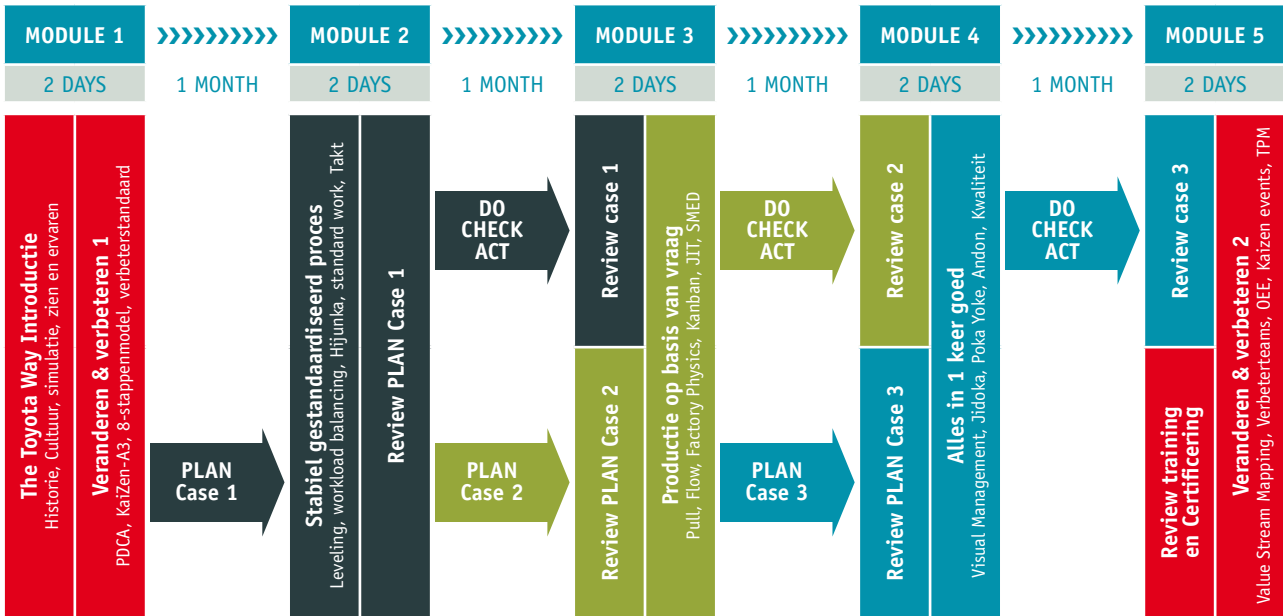 MODULE 1
MODULE 2
MODULE 3
MODULE 4
MODULE 5
2 DAYS
1 MONTH
2 DAYS
1 MONTH
2 DAYS
1 MONTH
2 DAYS
1 MONTH
2 DAYS
The Toyota Way Introductie
Historie, Cultuur, simulatie, zien en ervaren
Veranderen & verbeteren 1
PDCA, KaiZen-A3, 8-stappenmodel, verbeterstandaard
PLAN
Case 1
Stabiel gestandaardiseerd proces
Leveling, workload balancing, Hijunka, standard work, Takt
Review PLAN Case 1
DO
CHECK
ACT
PLAN
Case 2
Review case 1
Review PLAN Case 2
Productie op basis van vraag
Pull, Flow, Factory Physics, Kanban, JIT, SMED
DO
CHECK
ACT
PLAN
Case 3
Review case 2
Review PLAN Case 3
Alles in 1 keer goed
Visual Management, Jidoka, Poka Yoke, Andon, Kwaliteit
DO
CHECK
ACT
Review case 3
Review training
en Certificering
Veranderen & verbeteren 2
Value Stream Mapping, Verbeterteams, OEE, Kaizen events, TPM